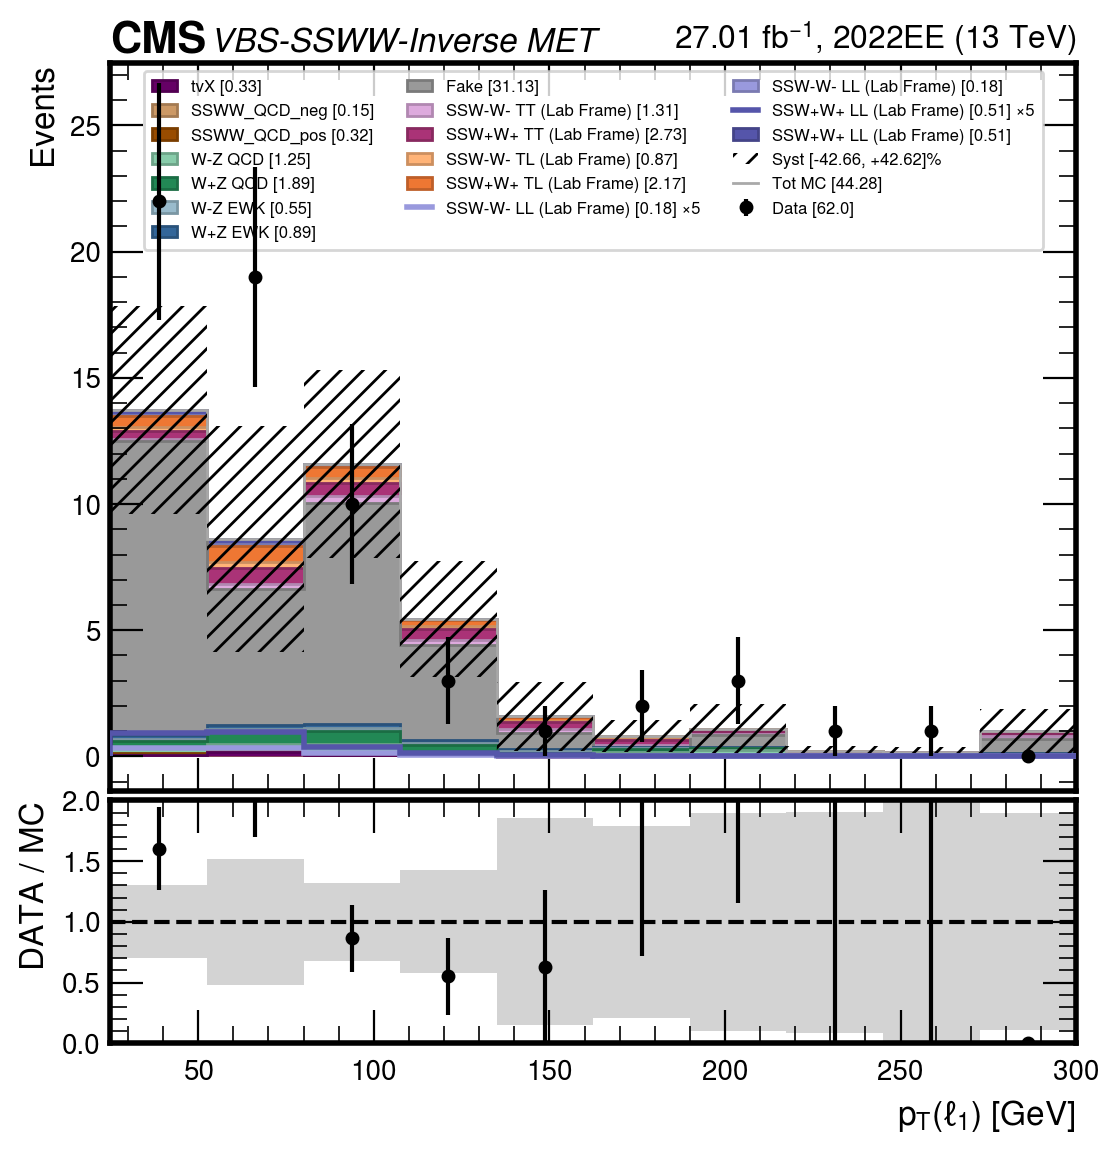 CMS VBS-SSWW-Inverse MET 27.01 fb⁻¹, 2022EE (13 TeV)
Events
tVX [0.33]
SSWW_QCD_neg [0.15]
SSWW_QCD_pos [0.32]
W-Z QCD [1.25]
W+Z QCD [1.89]
W-Z EWK [0.55]
W+Z EWK [0.89]
Fake [31.13]
SSW-W- TT (Lab Frame) [1.31]
SSW+W+ TT (Lab Frame) [2.73]
SSW-W- TL (Lab Frame) [0.87]
SSW+W+ TL (Lab Frame) [2.17]
SSW-W- LL (Lab Frame) [0.18] ×5
SSW-W- LL (Lab Frame) [0.18]
SSW+W+ LL (Lab Frame) [0.51] ×5
SSW+W+ LL (Lab Frame) [0.51]
Syst [-42.66, +42.62]%
Tot MC [44.28]
Data [62.0]
25
20
15
10
5
0
DATA / MC
2.0
1.5
1.0
0.5
0.0
50 100 150 200 250 300
p_T(ℓ₁) [GeV]